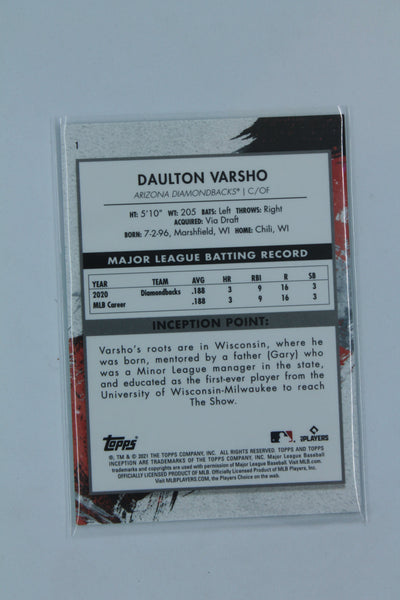 1
DAULTON VARSHO
ARIZONA DIAMONDBACKS® | C/OF
HT: 5'10" WT: 205 BATS: Left THROWS: Right
ACQUIRED: Via Draft
BORN: 7-2-96, Marshfield, WI HOME: Chili, WI
MAJOR LEAGUE BATTING RECORD
YEAR TEAM AVG HR RBI R SB
2020 Diamondbacks .188 3 9 16 3
MLB Career .188 3 9 16 3
INCEPTION POINT:
Varsho's roots are in Wisconsin, where he
was born, mentored by a father (Gary) who
was a Minor League manager in the state,
and educated as the first-ever player from the
University of Wisconsin-Milwaukee to reach
The Show.
Topps
PLAYERS
®, TM & © 2021 THE TOPPS COMPANY, INC. ALL RIGHTS RESERVED. TOPPS AND TOPPS
INCEPTION ARE TRADEMARKS OF THE TOPPS COMPANY, INC. Major League Baseball
trademarks and copyrights are used with permission of Major League Baseball. Visit MLB.com.
OFFICIALLY LICENSED PRODUCT OF MLB Players, Inc.
Visit MLBPLAYERS.COM, the Players Choice on the web.